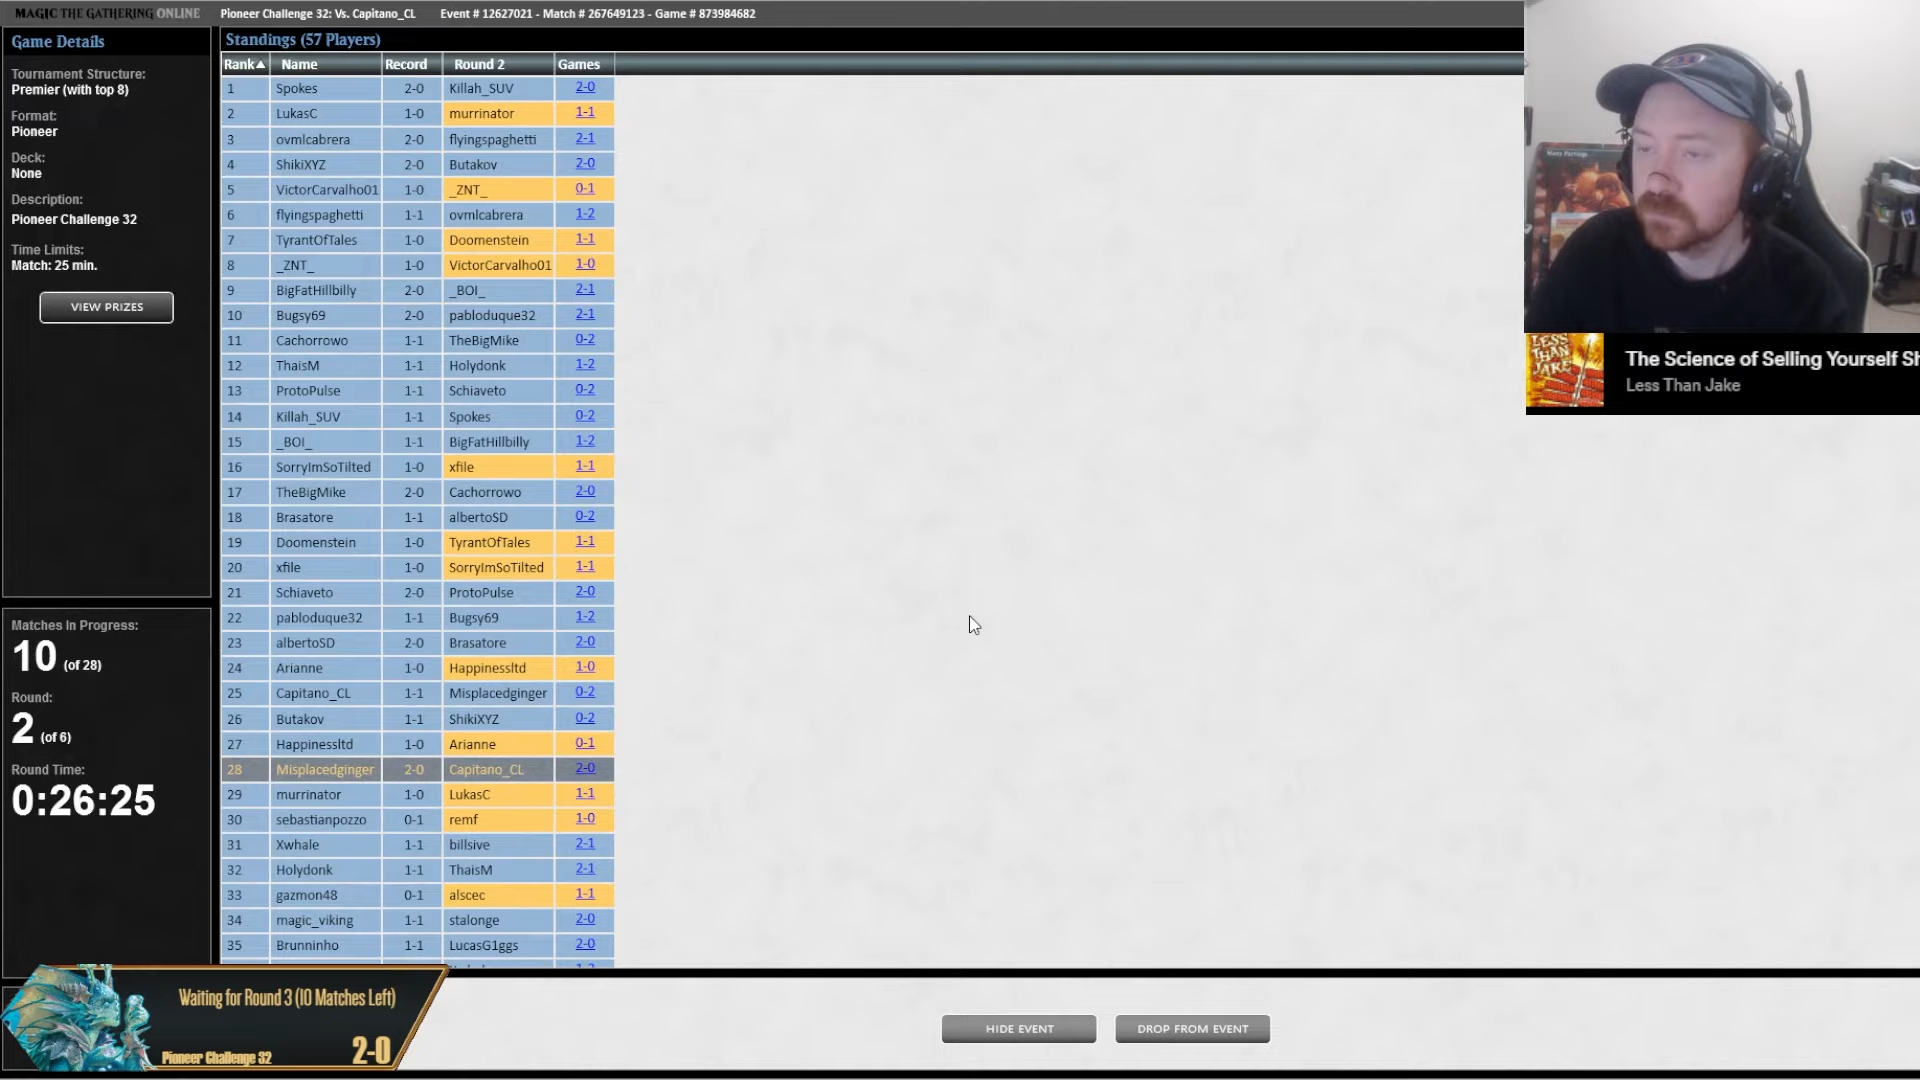 MAGIC THE GATHERING ONLINE
Pioneer Challenge 32: Vs. Capitano_CL Event # 12627021 - Match # 267649123 - Game # 873984682
Game Details
Tournament Structure:
Premier (with top 8)
Format:
Pioneer
Deck:
None
Description:
Pioneer Challenge 32
Time Limits:
Match: 25 min.
VIEW PRIZES
Matches In Progress:
10 (of 28)
Round:
2 (of 6)
Round Time:
0:26:25
Standings (57 Players)
Rank Name Record Round 2 Games
1 Spokes 2-0 Killah_SUV 2-0
2 LukasC 1-0 murrinator 1-1
3 ovmlcabrera 2-0 flyingspaghetti 2-1
4 ShikiXYZ 2-0 Butakov 2-0
5 VictorCarvalho01 1-0 _ZNT_ 0-1
6 flyingspaghetti 1-1 ovmlcabrera 1-2
7 TyrantOfTales 1-0 Doomenstein 1-1
8 _ZNT_ 1-0 VictorCarvalho01 1-0
9 BigFatHillbilly 2-0 _BOI_ 2-1
10 Bugsy69 2-0 pabloduque32 2-1
11 Cachorrowo 1-1 TheBigMike 0-2
12 ThaisM 1-1 Holydonk 1-2
13 ProtoPulse 1-1 Schiaveto 0-2
14 Killah_SUV 1-1 Spokes 0-2
15 _BOI_ 1-1 BigFatHillbilly 1-2
16 SorryImSoTilted 1-0 xfile 1-1
17 TheBigMike 2-0 Cachorrowo 2-0
18 Brasatore 1-1 albertoSD 0-2
19 Doomenstein 1-0 TyrantOfTales 1-1
20 xfile 1-0 SorryImSoTilted 1-1
21 Schiaveto 2-0 ProtoPulse 2-0
22 pabloduque32 1-1 Bugsy69 1-2
23 albertoSD 2-0 Brasatore 2-0
24 Arianne 1-0 Happinessltd 1-0
25 Capitano_CL 1-1 Misplacedginger 0-2
26 Butakov 1-1 ShikiXYZ 0-2
27 Happinessltd 1-0 Arianne 0-1
28 Misplacedginger 2-0 Capitano_CL 2-0
29 murrinator 1-0 LukasC 1-1
30 sebastianpozzo 0-1 remf 1-0
31 Xwhale 1-1 billsive 2-1
32 Holydonk 1-1 ThaisM 2-1
33 gazmon48 0-1 alscec 1-1
34 magic_viking 1-1 stalonge 2-0
35 Brunninho 1-1 LucasG1ggs 2-0
LESS THAN JAKE
The Science of Selling Yourself Sh
Less Than Jake
Waiting for Round 3 (10 Matches Left)
Pioneer Challenge 32 2-0
HIDE EVENT DROP FROM EVENT